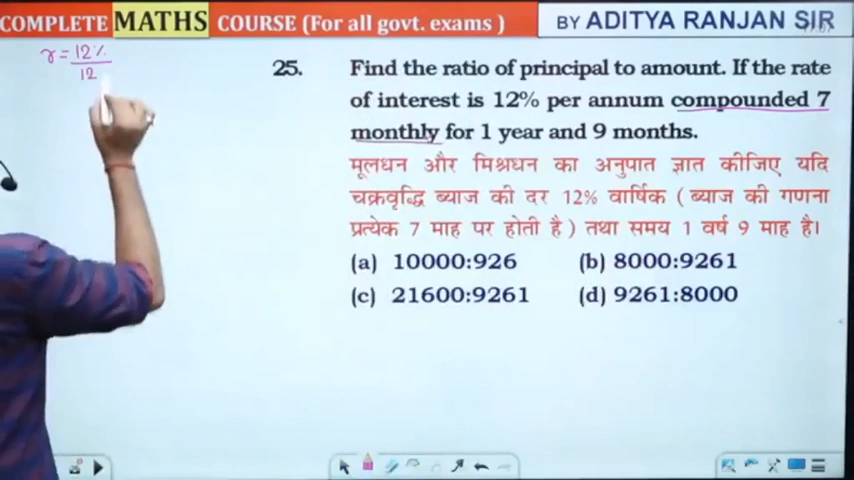 COMPLETE MATHS COURSE (For all govt. exams) BY ADITYA RANJAN SIR
r = 12%
12
25. Find the ratio of principal to amount. If the rate
of interest is 12% per annum compounded 7
monthly for 1 year and 9 months.
मूलधन और मिश्रधन का अनुपात ज्ञात कीजिए यदि
चक्रवृद्धि ब्याज की दर 12% वार्षिक ( ब्याज की गणना
प्रत्येक 7 माह पर होती है ) तथा समय 1 वर्ष 9 माह है।
(a) 10000:926 (b) 8000:9261
(c) 21600:9261 (d) 9261:8000